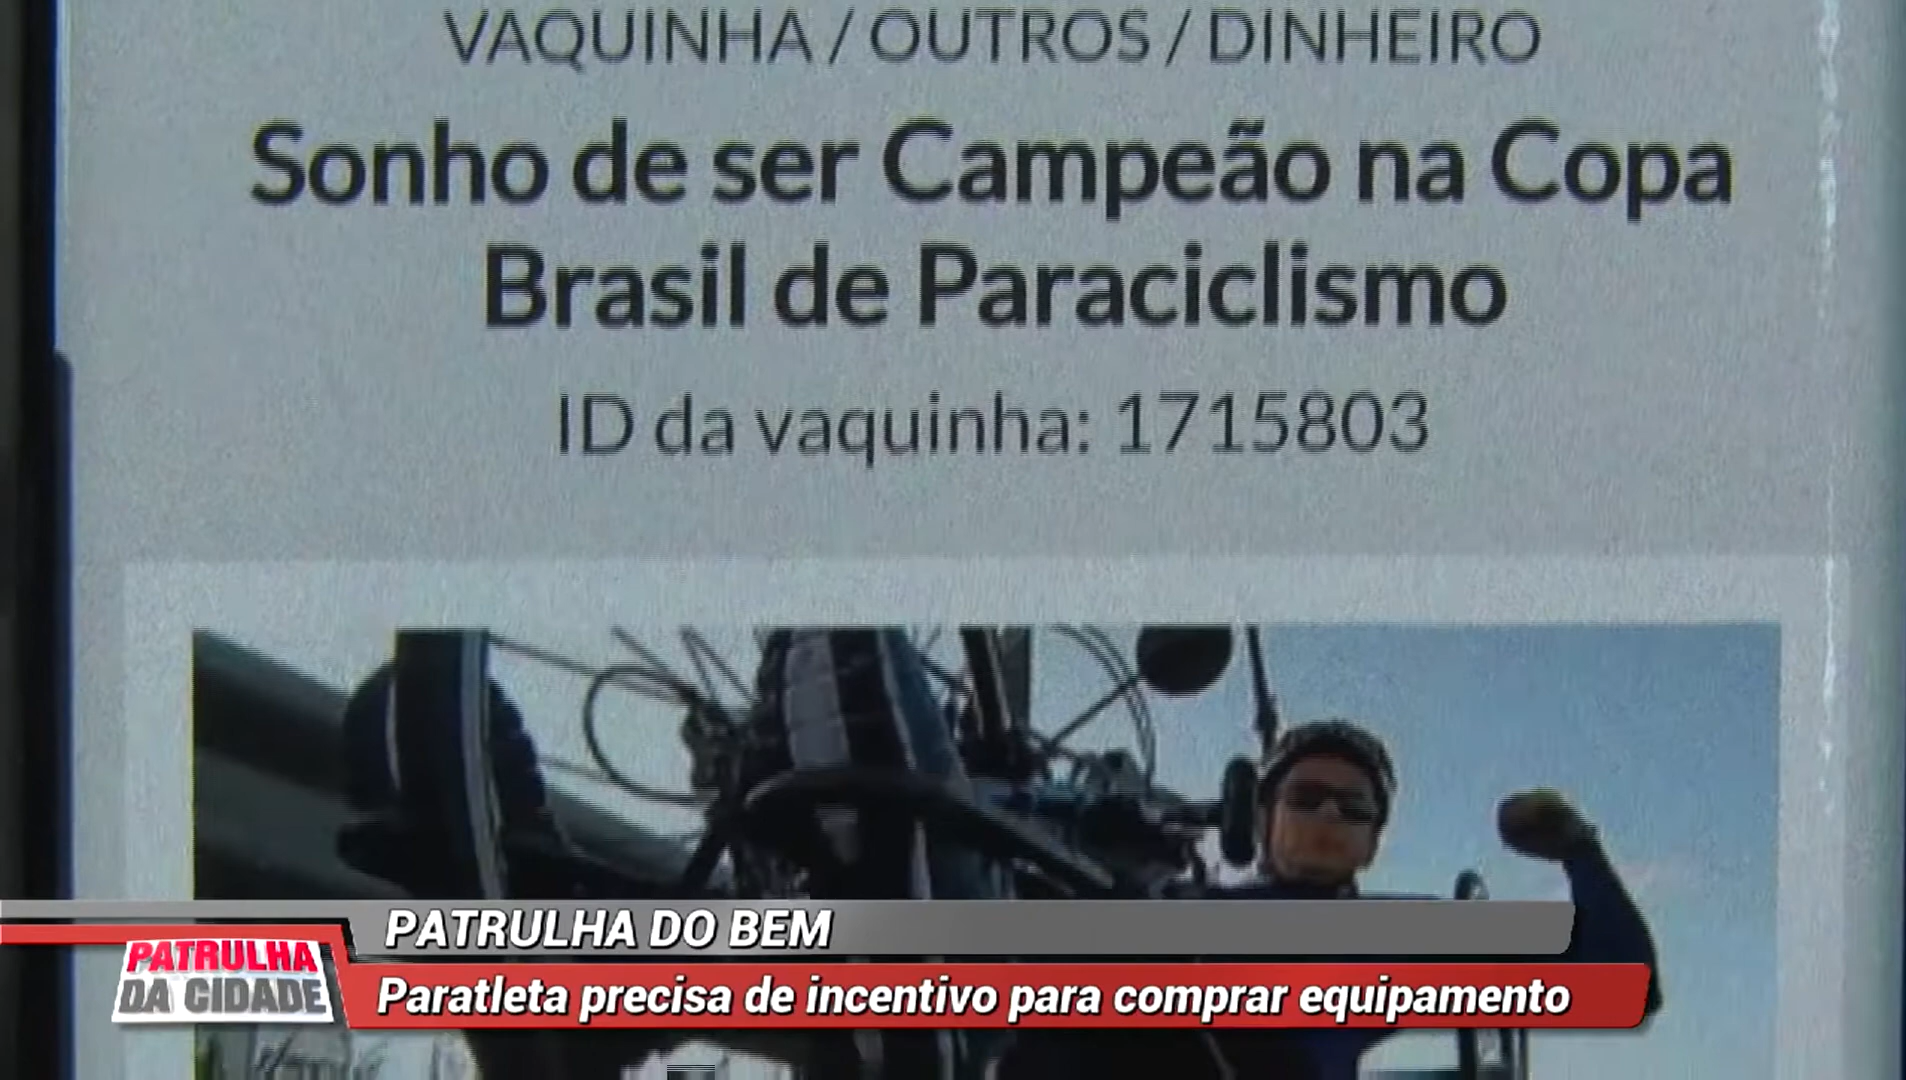 VAQUINHA / OUTROS / DINHEIRO
Sonho de ser Campeão na Copa
Brasil de Paraciclismo
ID da vaquinha: 1715803
PATRULHA DO BEM
PATRULHA
DA CIDADE
Paratleta precisa de incentivo para comprar equipamento